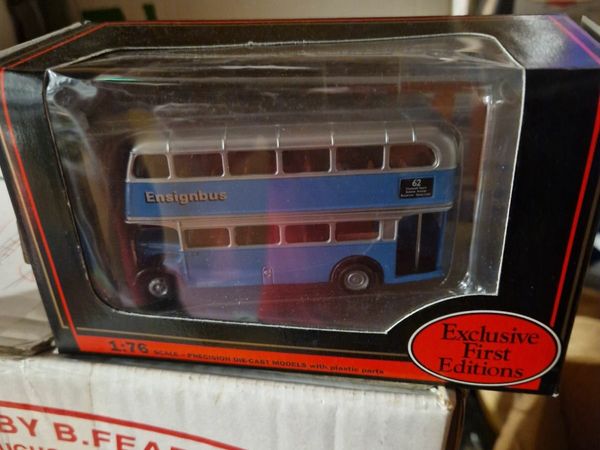 Ensignbus
62
1:76 SCALE - PRECISION DIE-CAST MODELS with plastic parts
Exclusive
First
Editions
BY B.FEA